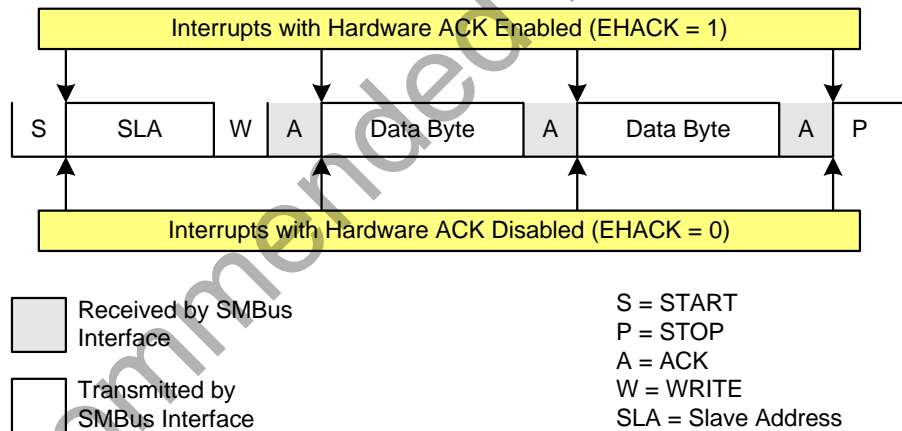 Interrupts with Hardware ACK Enabled (EHACK = 1)
S SLA W A Data Byte A Data Byte A P
Interrupts with Hardware ACK Disabled (EHACK = 0)
Received by SMBus
Interface
Transmitted by
SMBus Interface
S = START
P = STOP
A = ACK
W = WRITE
SLA = Slave Address
ommended